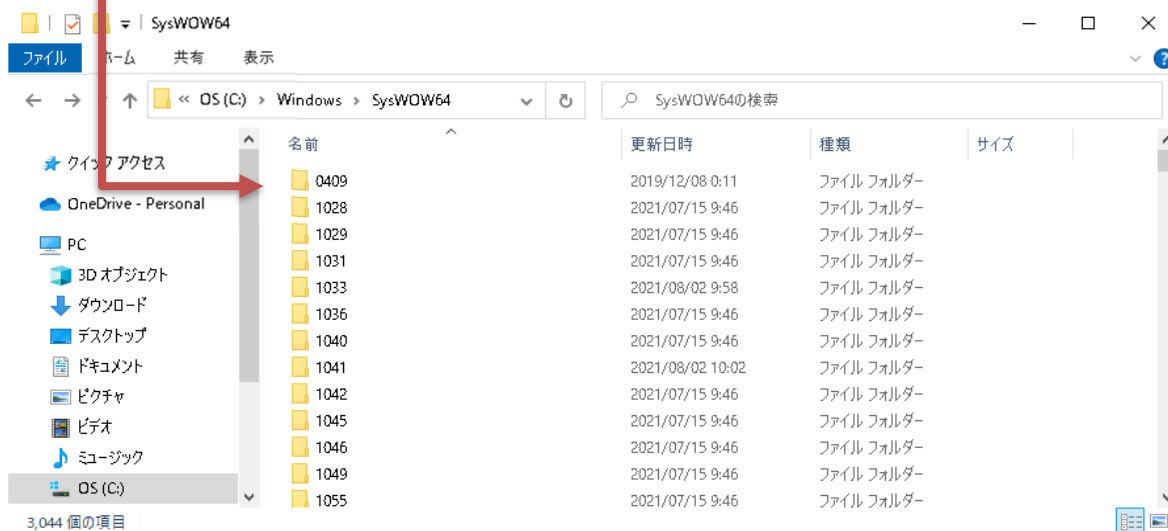 SysWOW64
ファイル ホーム 共有 表示
« OS (C:) › Windows › SysWOW64 SysWOW64の検索
名前 更新日時 種類 サイズ
クイック アクセス
OneDrive - Personal
PC
3D オブジェクト
ダウンロード
デスクトップ
ドキュメント
ピクチャ
ビデオ
ミュージック
OS (C:)
0409 2019/12/08 0:11 ファイル フォルダー
1028 2021/07/15 9:46 ファイル フォルダー
1029 2021/07/15 9:46 ファイル フォルダー
1031 2021/07/15 9:46 ファイル フォルダー
1033 2021/08/02 9:58 ファイル フォルダー
1036 2021/07/15 9:46 ファイル フォルダー
1040 2021/07/15 9:46 ファイル フォルダー
1041 2021/08/02 10:02 ファイル フォルダー
1042 2021/07/15 9:46 ファイル フォルダー
1045 2021/07/15 9:46 ファイル フォルダー
1046 2021/07/15 9:46 ファイル フォルダー
1049 2021/07/15 9:46 ファイル フォルダー
1055 2021/07/15 9:46 ファイル フォルダー
3,044 個の項目